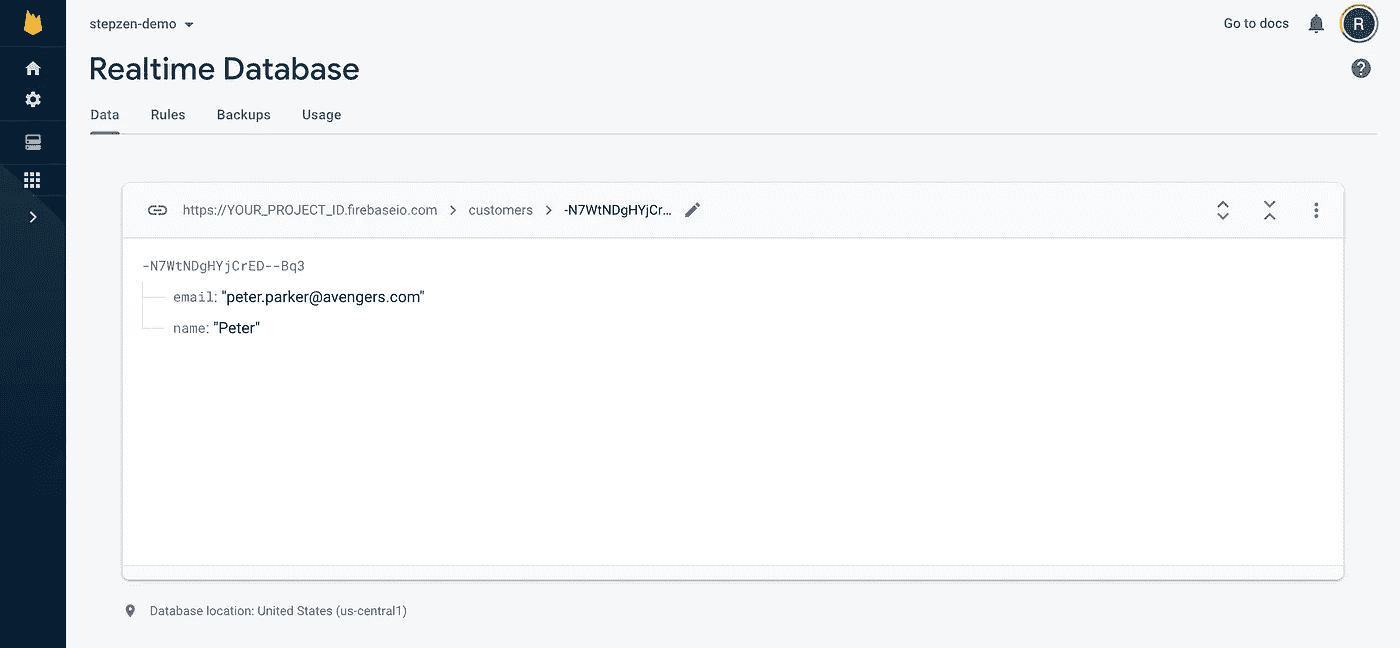 stepzen-demo
Go to docs
R
Realtime Database
Data Rules Backups Usage
https://YOUR_PROJECT_ID.firebaseio.com > customers > -N7WtNDgHYjCr...
-N7WtNDgHYjCrED--Bq3
email: "peter.parker@avengers.com"
name: "Peter"
Database location: United States (us-central1)